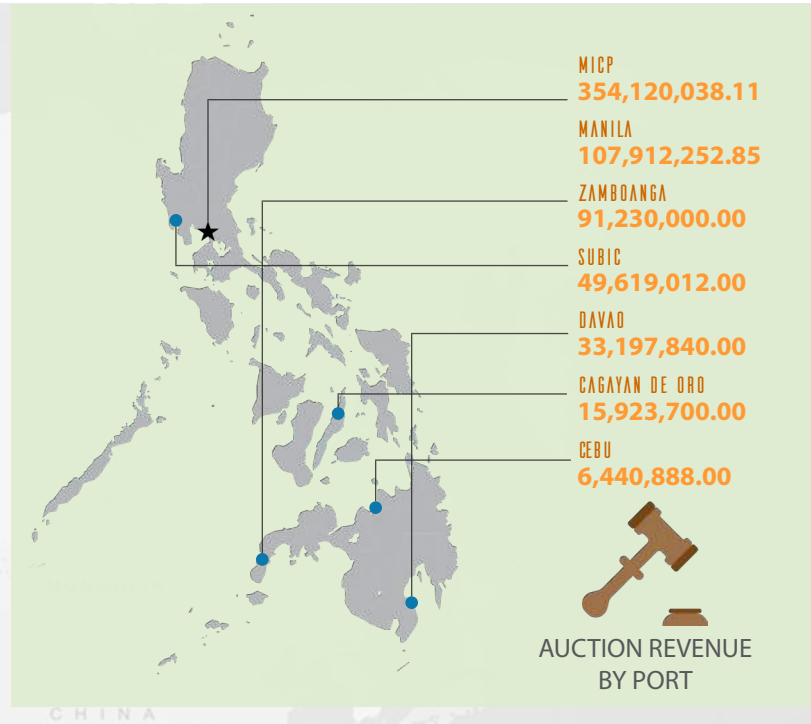 MICP
354,120,038.11
MANILA
107,912,252.85
ZAMBOANGA
91,230,000.00
SUBIC
49,619,012.00
DAVAO
33,197,840.00
CAGAYAN DE ORO
15,923,700.00
CEBU
6,440,888.00
AUCTION REVENUE
BY PORT
CHINA